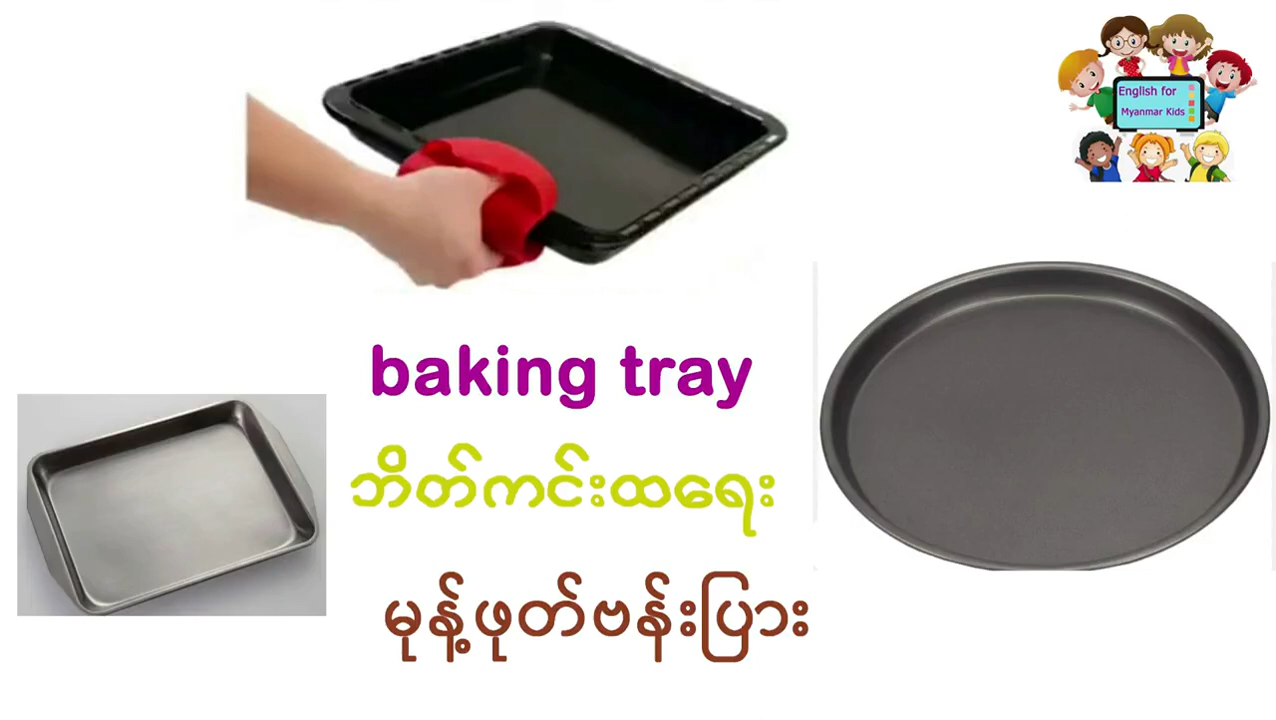 English for
Myanmar Kids
baking tray
ဘိတ်ကင်းထရေး
မုန့်ဖုတ်ဗန်းပြား